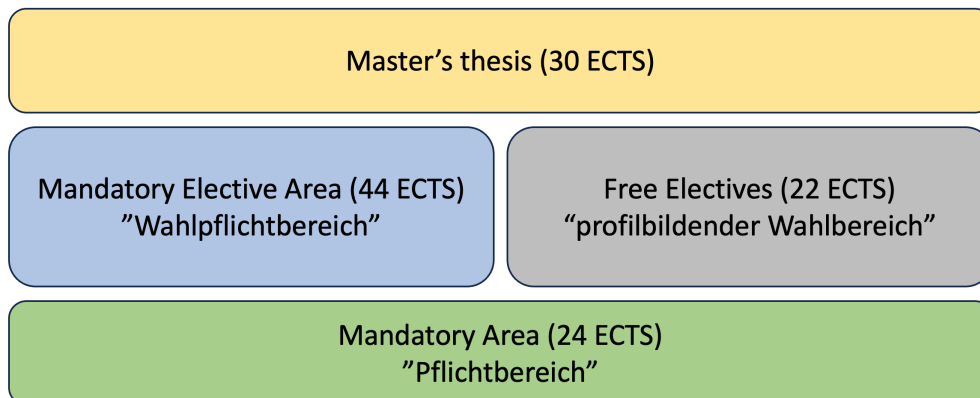 Master’s thesis (30 ECTS)
Mandatory Elective Area (44 ECTS)
”Wahlpflichtbereich”
Free Electives (22 ECTS)
“profilbildender Wahlbereich”
Mandatory Area (24 ECTS)
”Pflichtbereich”